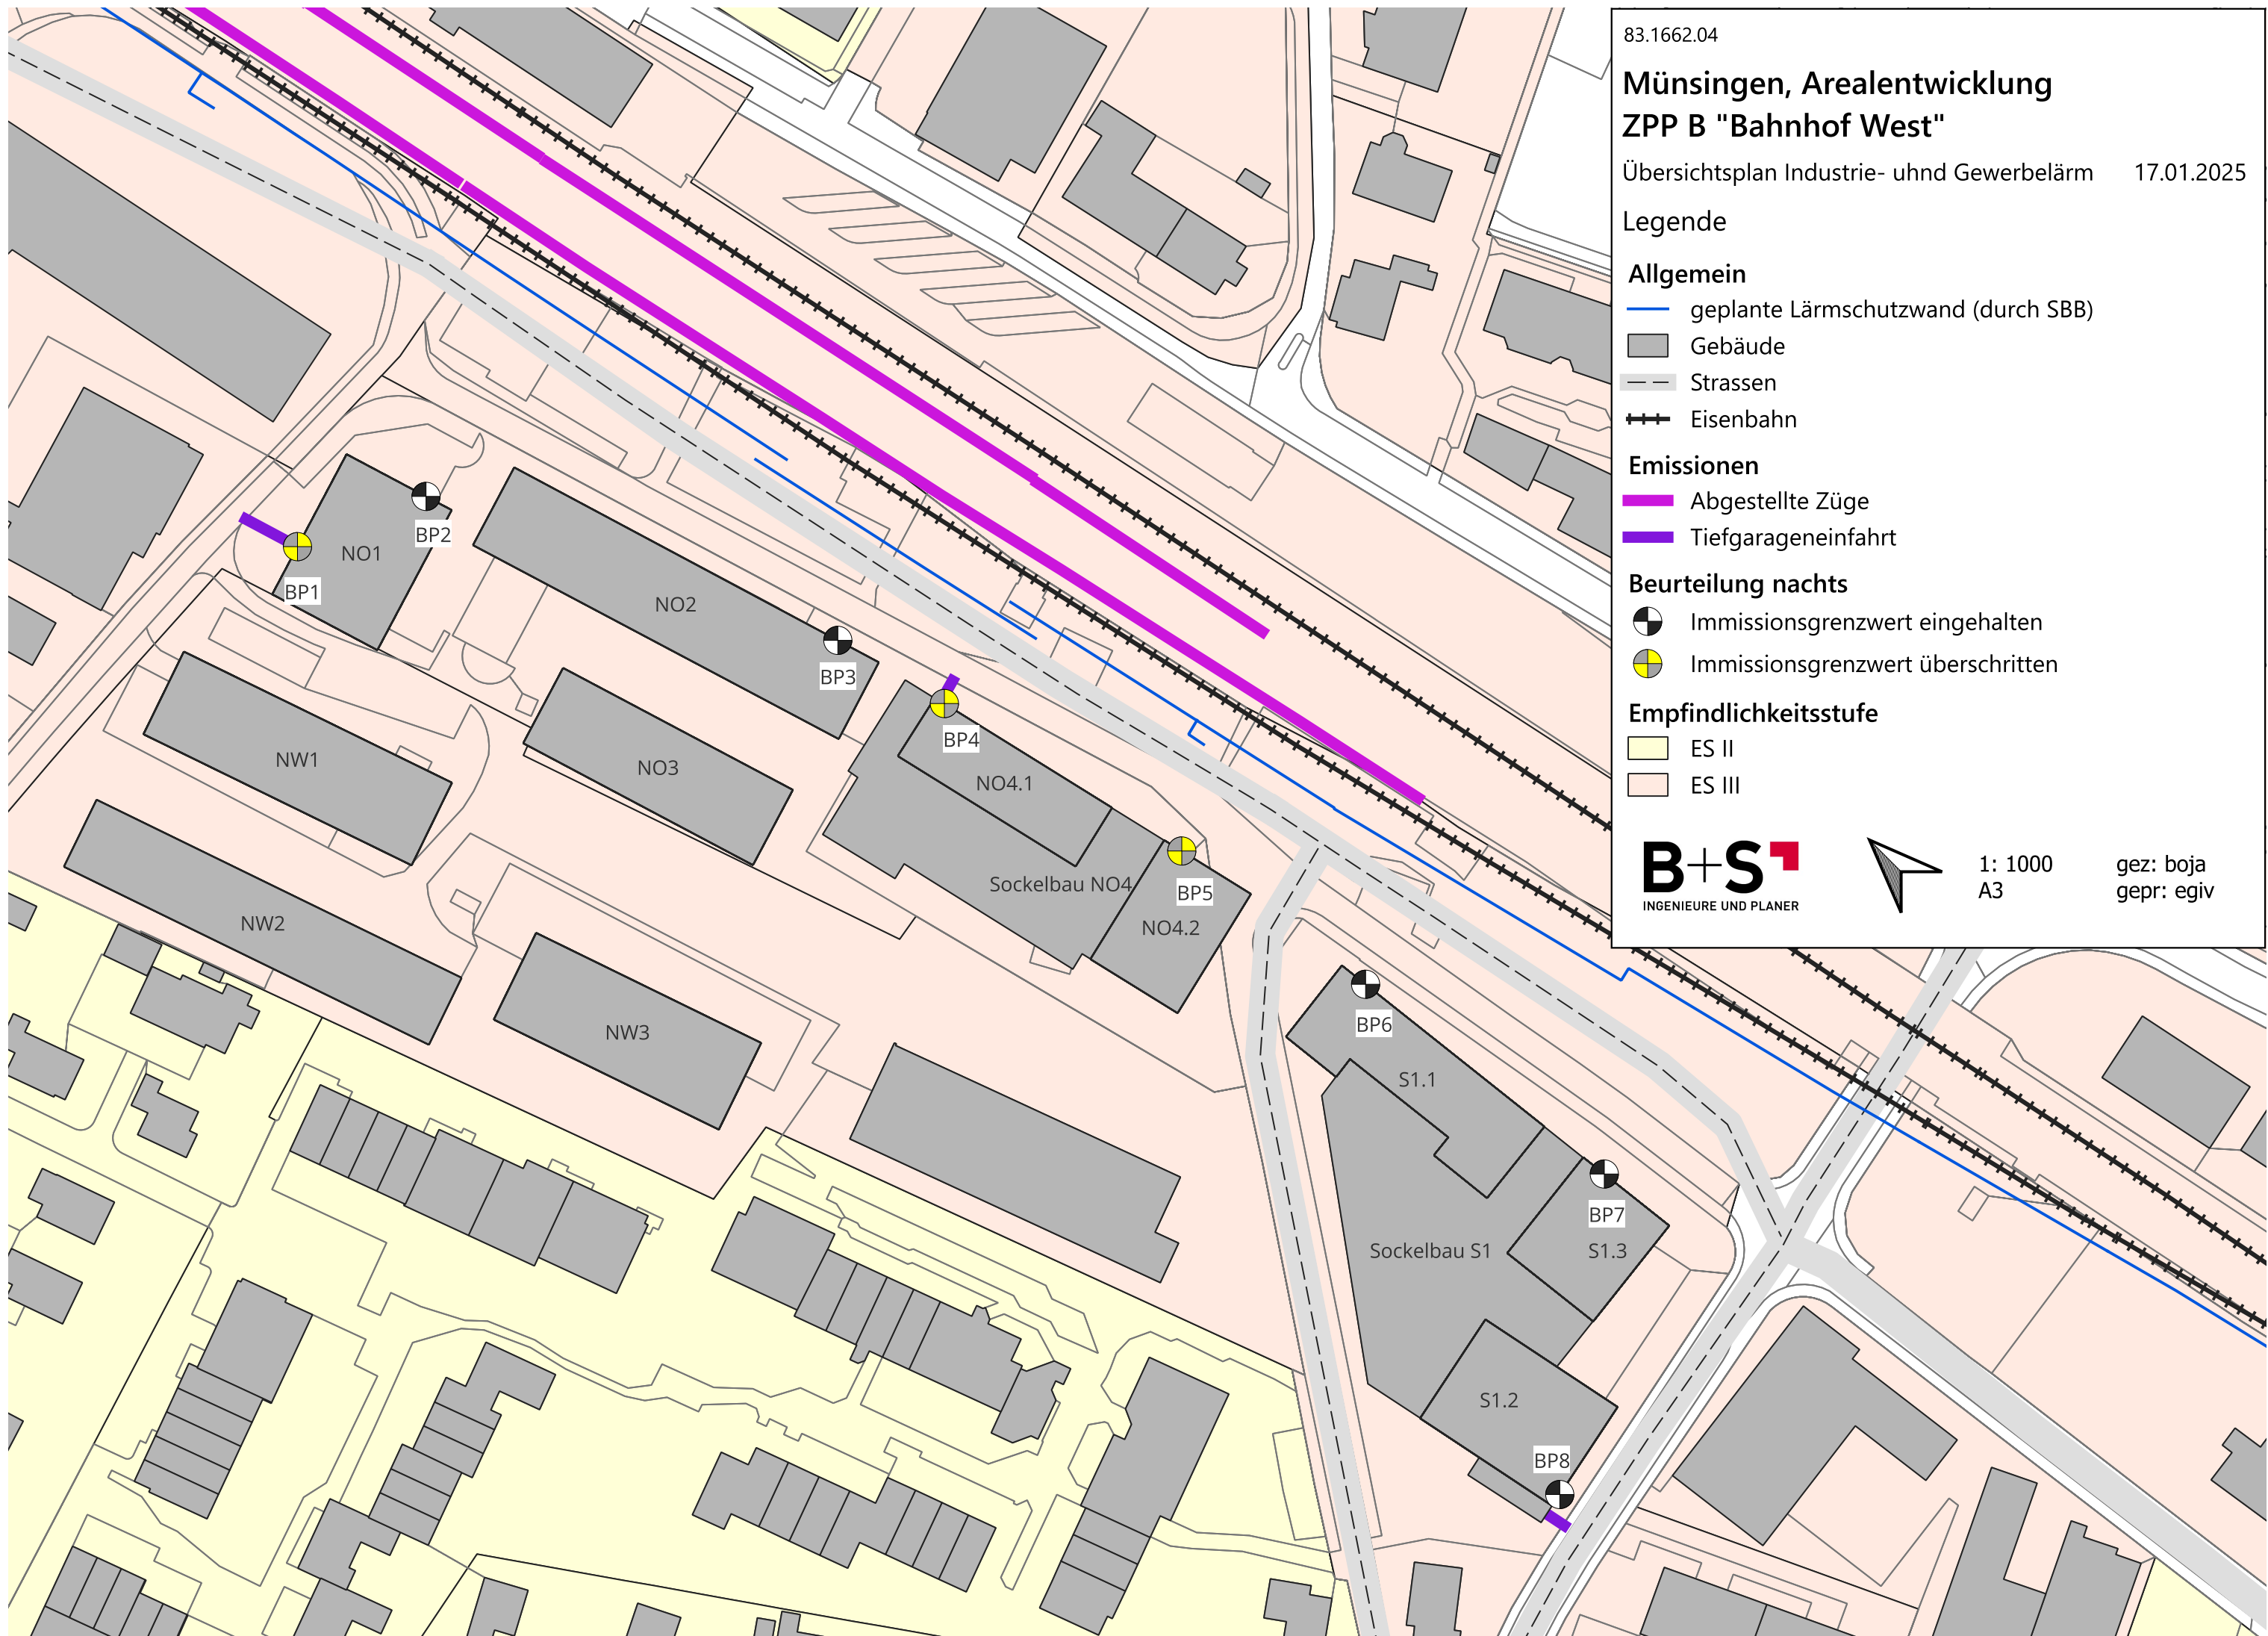 83.1662.04
Münsingen, Arealentwicklung
ZPP B "Bahnhof West"
Übersichtsplan Industrie- uhnd Gewerbelärm 17.01.2025
Legende
Allgemein
geplante Lärmschutzwand (durch SBB)
Gebäude
Strassen
Eisenbahn
Emissionen
Abgestellte Züge
Tiefgarageneinfahrt
Beurteilung nachts
Immissionsgrenzwert eingehalten
Immissionsgrenzwert überschritten
Empfindlichkeitsstufe
ES II
ES III
B+S
INGENIEURE UND PLANER
1: 1000
A3
gez: boja
gepr: egiv
BP2
NO1
BP1
NO2
BP3
BP4
NW1
NO3
NO4.1
Sockelbau NO4
BP5
NW2
NO4.2
NW3
BP6
S1.1
BP7
Sockelbau S1
S1.3
S1.2
BP8